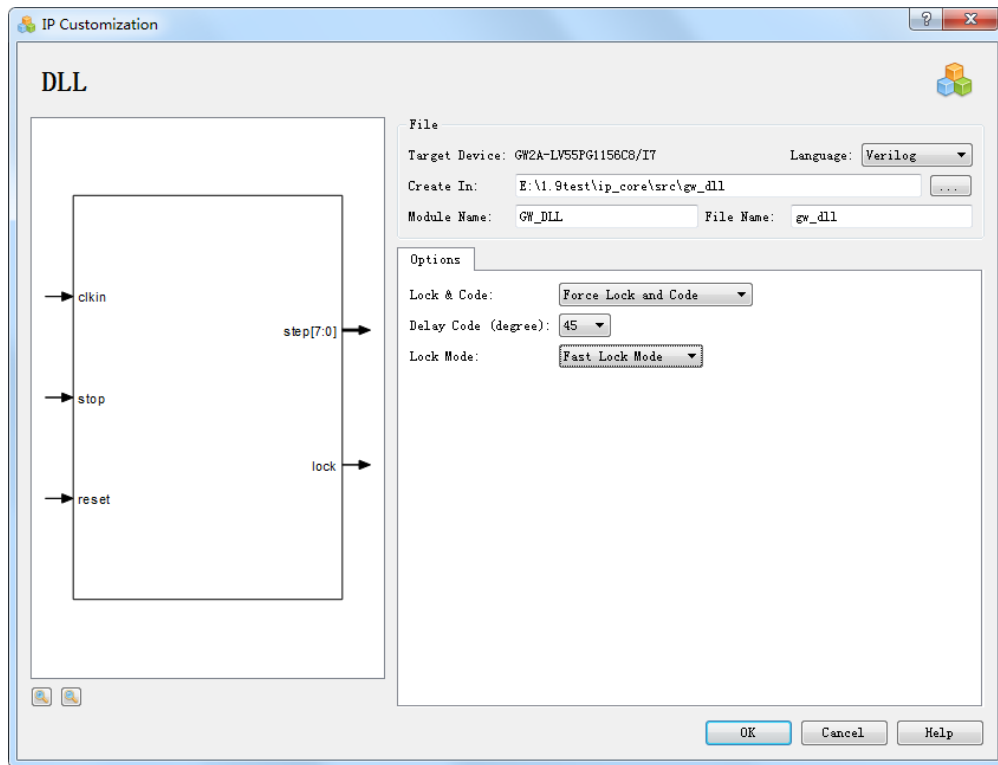 IP Customization
DLL
clkin
stop
reset
step[7:0]
lock
File
Target Device: GW2A-LV55PG1156C8/I7 Language: Verilog
Create In: E:\1.9test\ip_core\src\gw_dll ...
Module Name: GW_DLL File Name: gw_dll
Options
Lock & Code: Force Lock and Code
Delay Code (degree): 45
Lock Mode: Fast Lock Mode
OK Cancel Help